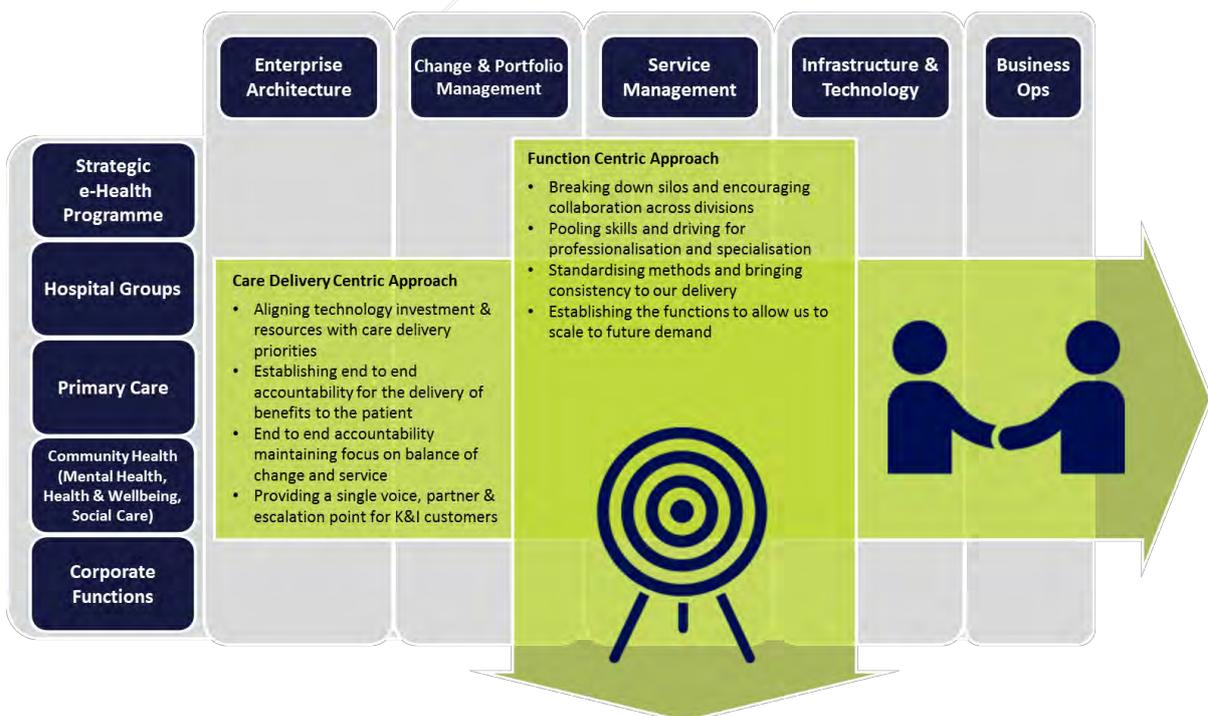 Enterprise
Architecture
Change & Portfolio
Management
Service
Management
Infrastructure &
Technology
Business
Ops
Strategic
e-Health
Programme
Hospital Groups
Primary Care
Community Health
(Mental Health,
Health & Wellbeing,
Social Care)
Corporate
Functions
Care Delivery Centric Approach
• Aligning technology investment &
resources with care delivery
priorities
• Establishing end to end
accountability for the delivery of
benefits to the patient
• End to end accountability
maintaining focus on balance of
change and service
• Providing a single voice, partner &
escalation point for K&I customers
Function Centric Approach
• Breaking down silos and encouraging
collaboration across divisions
• Pooling skills and driving for
professionalisation and specialisation
• Standardising methods and bringing
consistency to our delivery
• Establishing the functions to allow us to
scale to future demand